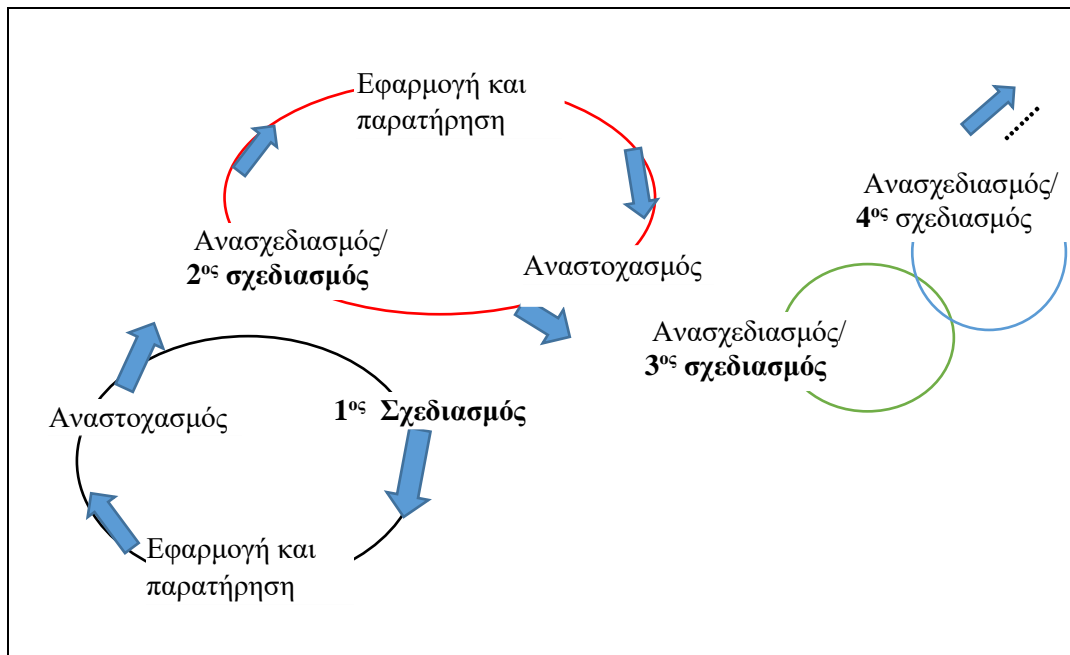 Εφαρμογή και
παρατήρηση
Ανασχεδιασμός/
2ος σχεδιασμός
Αναστοχασμός
Ανασχεδιασμός/
4ος σχεδιασμός
Ανασχεδιασμός/
3ος σχεδιασμός
Αναστοχασμός
1ος Σχεδιασμός
Εφαρμογή και
παρατήρηση